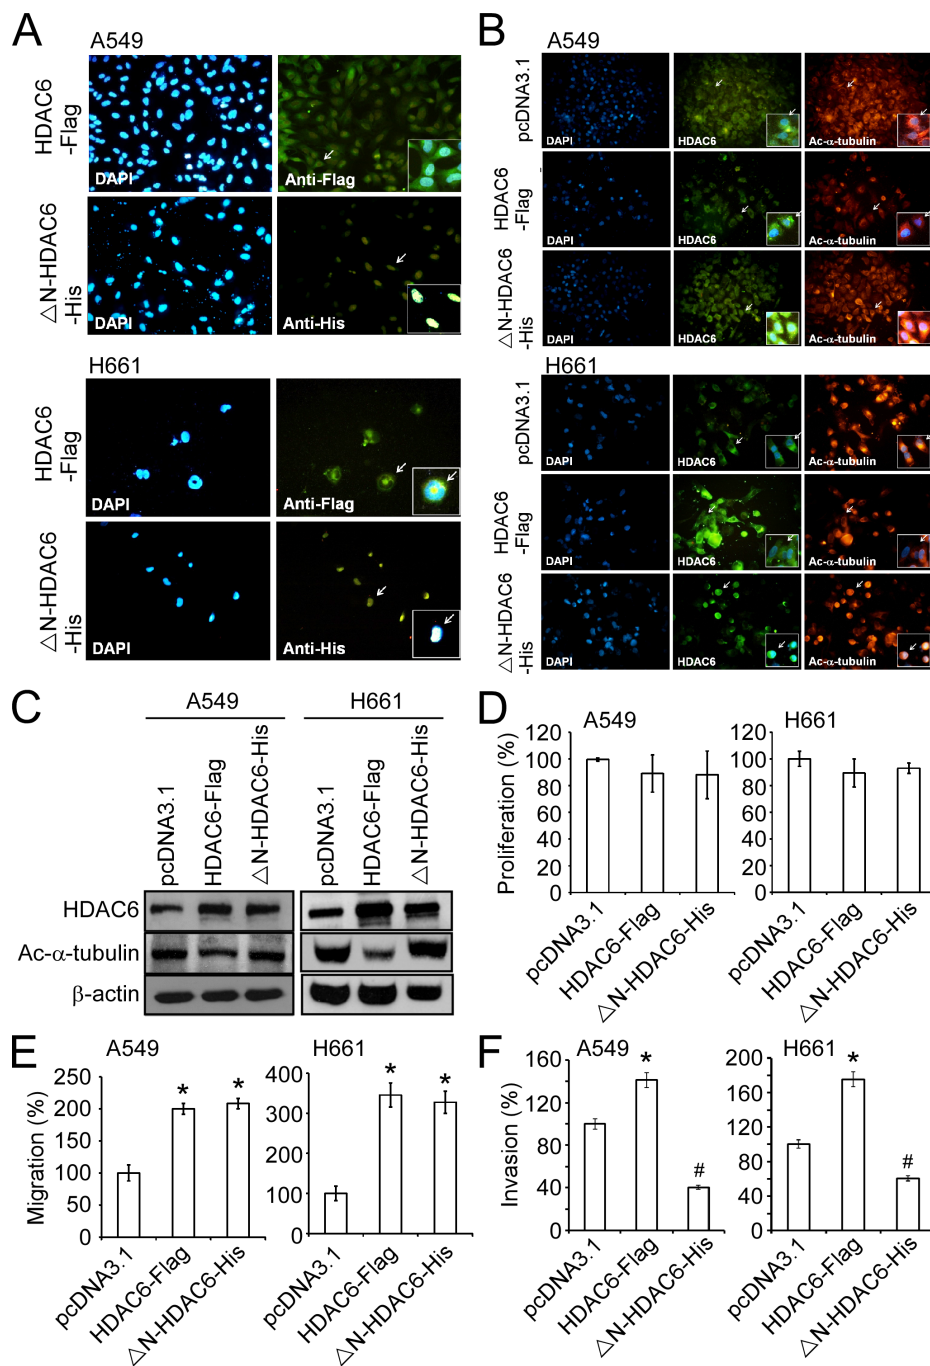 A
A549
HDAC6
-Flag
DAPI
Anti-Flag
△N-HDAC6
-His
DAPI
Anti-His
H661
HDAC6
-Flag
DAPI
Anti-Flag
△N-HDAC6
-His
DAPI
Anti-His
B
A549
pcDNA3.1
DAPI
HDAC6
Ac-α-tubulin
HDAC6
-Flag
DAPI
HDAC6
Ac-α-tubulin
△N-HDAC6
-His
DAPI
HDAC6
Ac-α-tubulin
H661
pcDNA3.1
DAPI
HDAC6
Ac-α-tubulin
HDAC6
-Flag
DAPI
HDAC6
Ac-α-tubulin
△N-HDAC6
-His
DAPI
HDAC6
Ac-α-tubulin
C
A549
H661
pcDNA3.1
HDAC6-Flag
△N-HDAC6-His
pcDNA3.1
HDAC6-Flag
△N-HDAC6-His
HDAC6
Ac-α-tubulin
β-actin
D
A549
Proliferation (%)
120
100
80
60
40
20
0
pcDNA3.1
HDAC6-Flag
△N-HDAC6-His
H661
120
100
80
60
40
20
0
pcDNA3.1
HDAC6-Flag
△N-HDAC6-His
E
A549
Migration (%)
250
200
150
100
50
0
* *
pcDNA3.1
HDAC6-Flag
△N-HDAC6-His
H661
400
300
200
100
0
* *
pcDNA3.1
HDAC6-Flag
△N-HDAC6-His
F
A549
Invasion (%)
160
120
80
40
0
* #
pcDNA3.1
HDAC6-Flag
△N-HDAC6-His
H661
200
160
120
80
40
0
* #
pcDNA3.1
HDAC6-Flag
△N-HDAC6-His